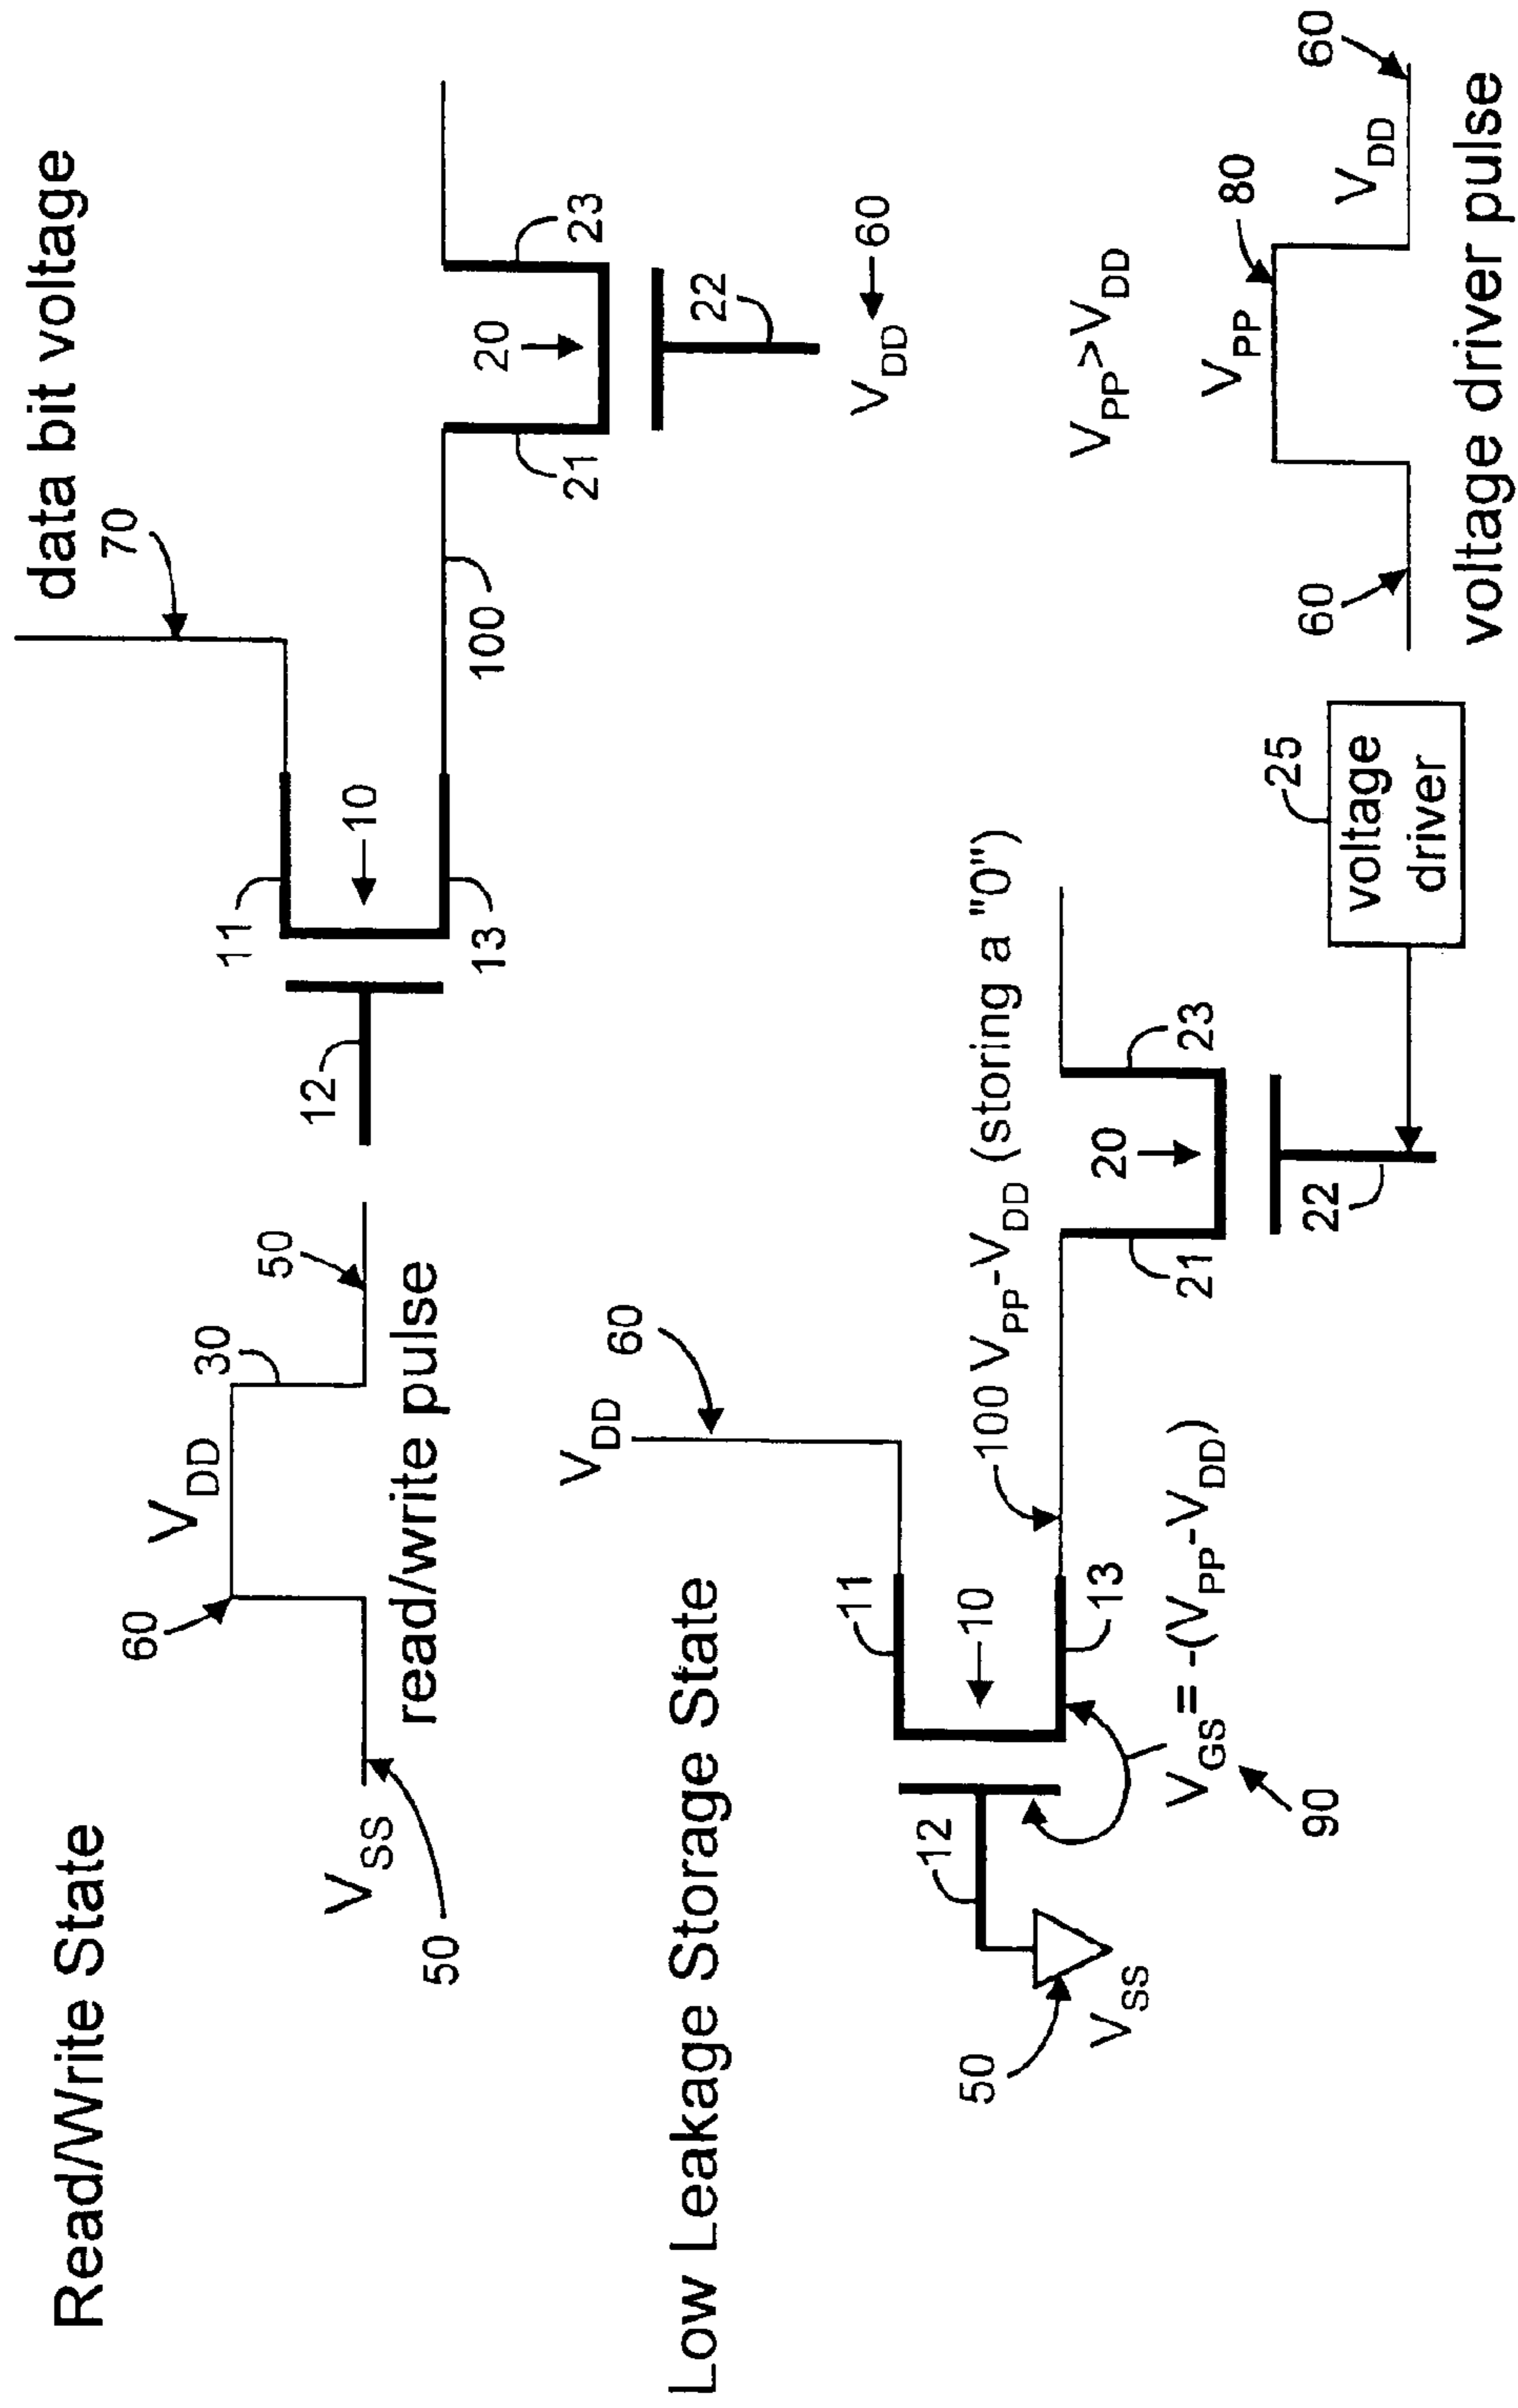 Read/Write State
data bit voltage
70
60
V_DD
30
50
V_SS
50
read/write pulse
12
11
10
13
100
21
20
23
22
V_DD
60
Low Leakage Storage State
V_DD
60
11
10
13
12
50
V_SS
V_GS = -(V_PP-V_DD)
90
100 V_PP-V_DD (storing a "0")
21
20
23
22
25
voltage
driver
V_PP>V_DD
60
V_PP
80
V_DD
60
voltage driver pulse